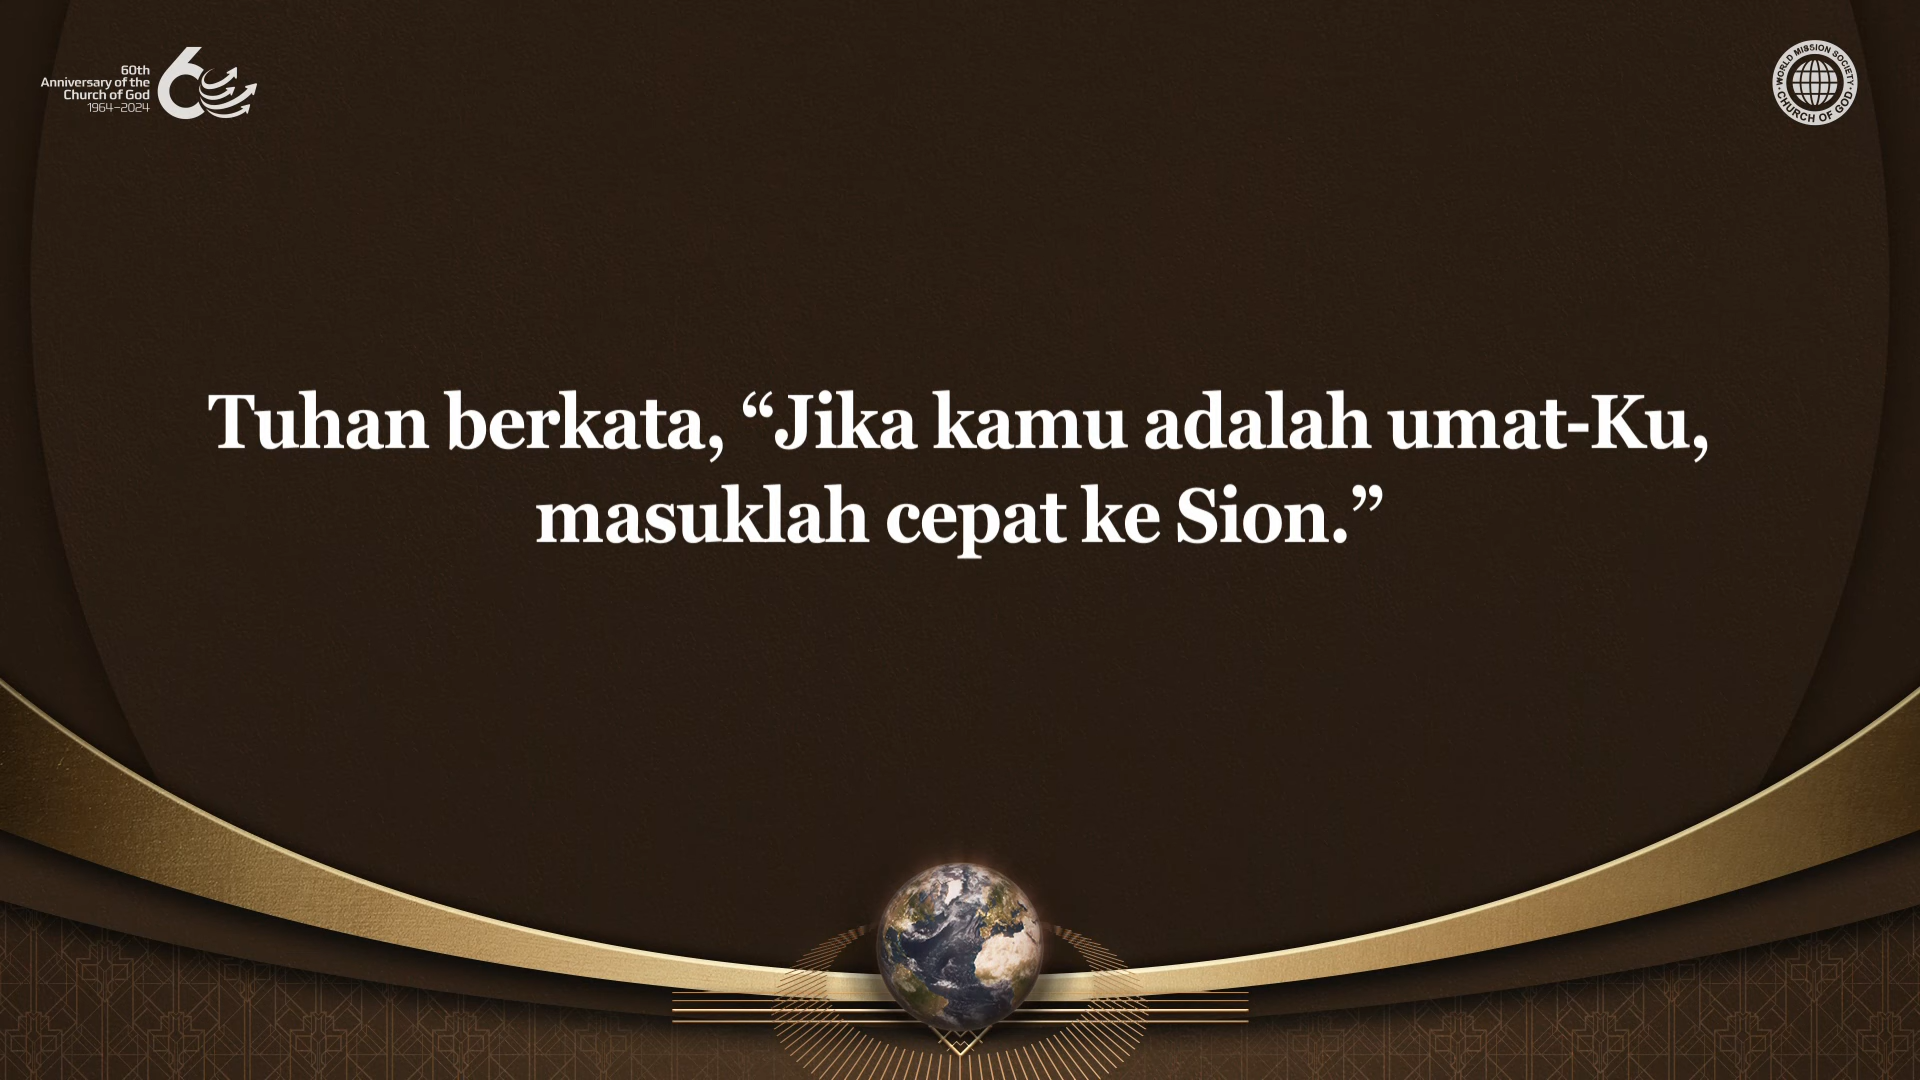 60th
Anniversary of the
Church of God
1964–2024
60
WORLD MISSION SOCIETY
CHURCH OF GOD
Tuhan berkata, “Jika kamu adalah umat-Ku,
masuklah cepat ke Sion.”